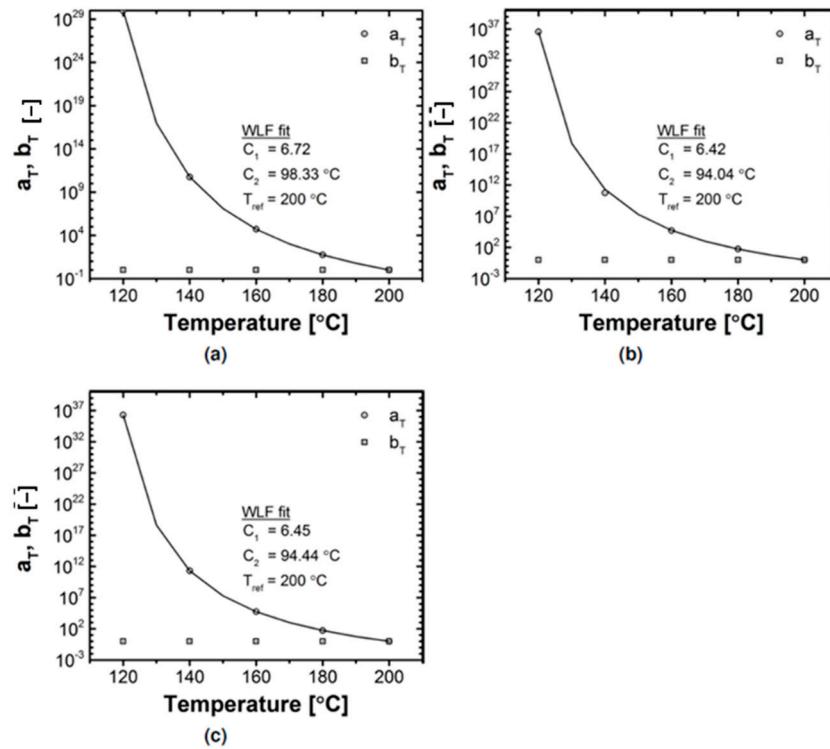 10^29
10^24
10^19
10^14
10^9
10^4
10^-1
a_T, b_T [–]
a_T
b_T
WLF fit
C_1 = 6.72
C_2 = 98.33 °C
T_ref = 200 °C
120 140 160 180 200
Temperature [°C]
(a)
10^37
10^32
10^27
10^22
10^17
10^12
10^7
10^2
10^-3
a_T, b_T [–]
a_T
b_T
WLF fit
C_1 = 6.42
C_2 = 94.04 °C
T_ref = 200 °C
120 140 160 180 200
Temperature [°C]
(b)
10^37
10^32
10^27
10^22
10^17
10^12
10^7
10^2
10^-3
a_T, b_T [–]
a_T
b_T
WLF fit
C_1 = 6.45
C_2 = 94.44 °C
T_ref = 200 °C
120 140 160 180 200
Temperature [°C]
(c)